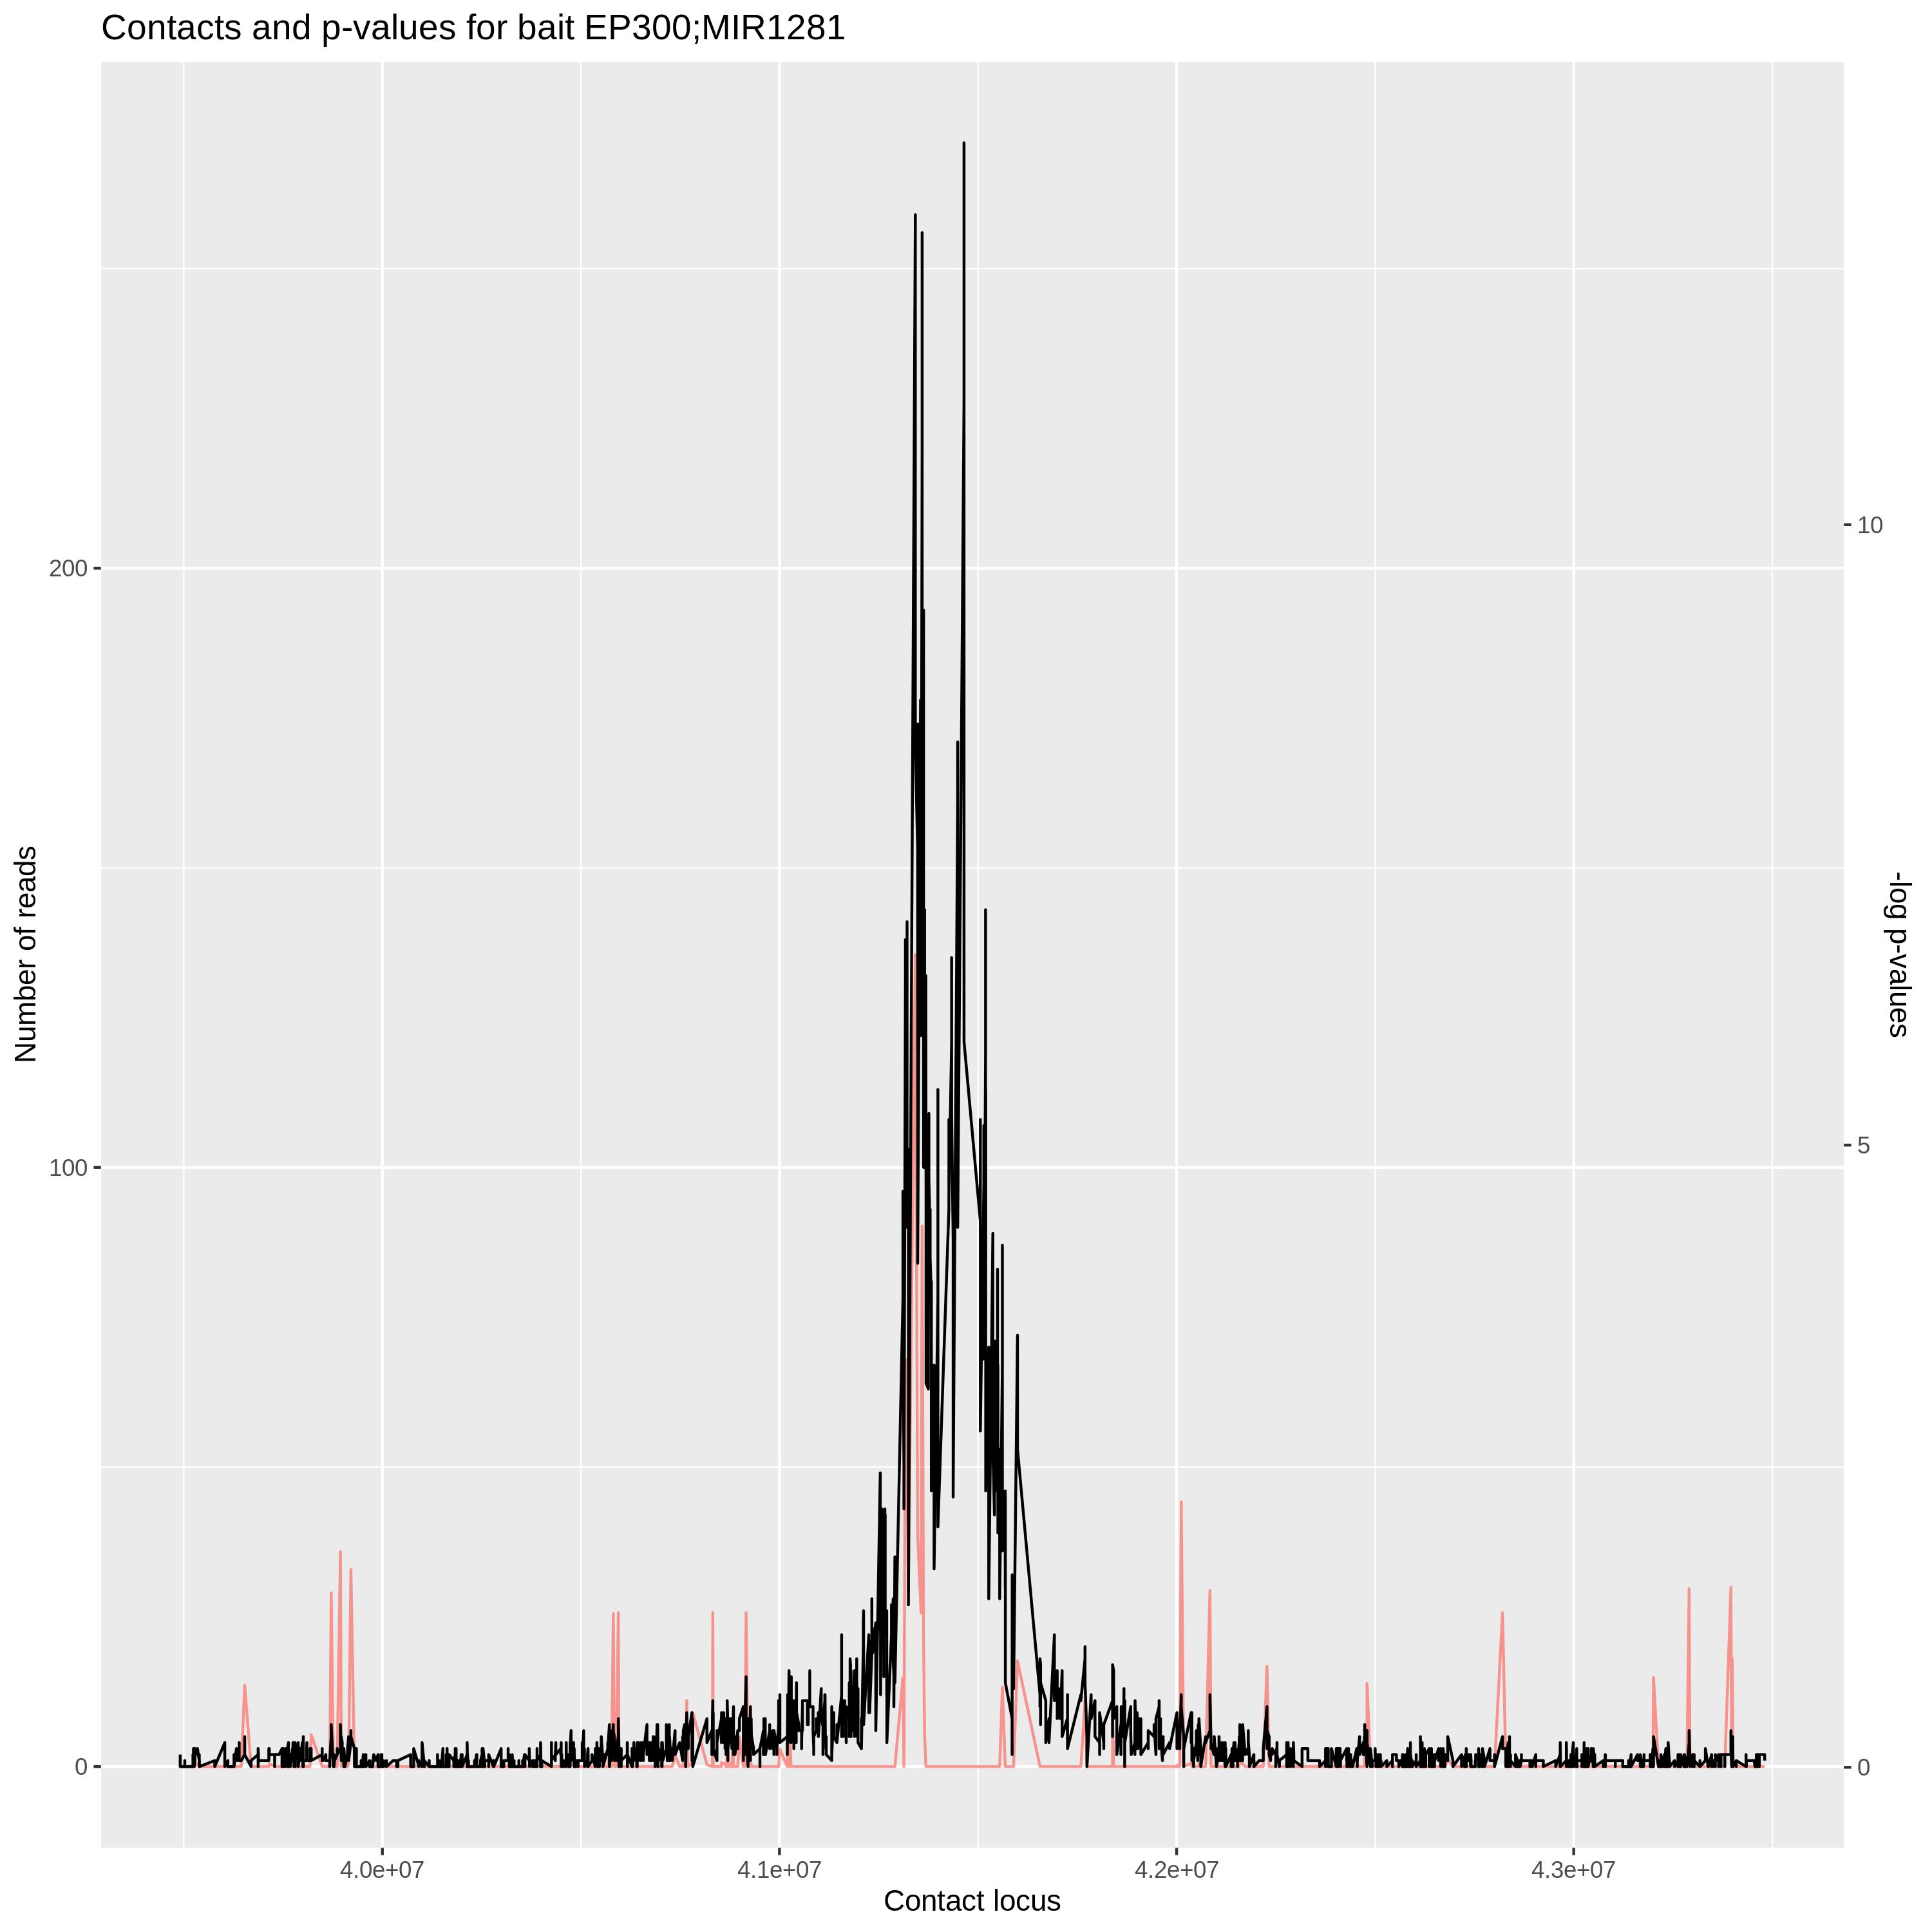 Contacts and p-values for bait EP300;MIR1281
Number of reads
200
100
0
10
5
0
-log p-values
4.0e+07
4.1e+07
4.2e+07
4.3e+07
Contact locus